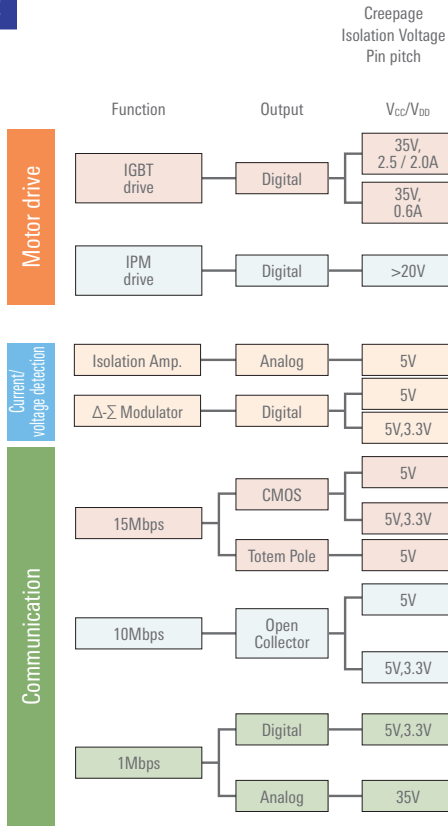 Creepage
Isolation Voltage
Pin pitch
Function
Output
VCC/VDD
Motor drive
IGBT
drive
Digital
35V,
2.5 / 2.0A
35V,
0.6A
IPM
drive
Digital
>20V
Current/
voltage detection
Isolation Amp.
Analog
5V
Δ-Σ Modulator
Digital
5V
5V,3.3V
Communication
15Mbps
CMOS
5V
5V,3.3V
Totem Pole
5V
10Mbps
Open
Collector
5V
5V,3.3V
1Mbps
Digital
5V,3.3V
Analog
35V